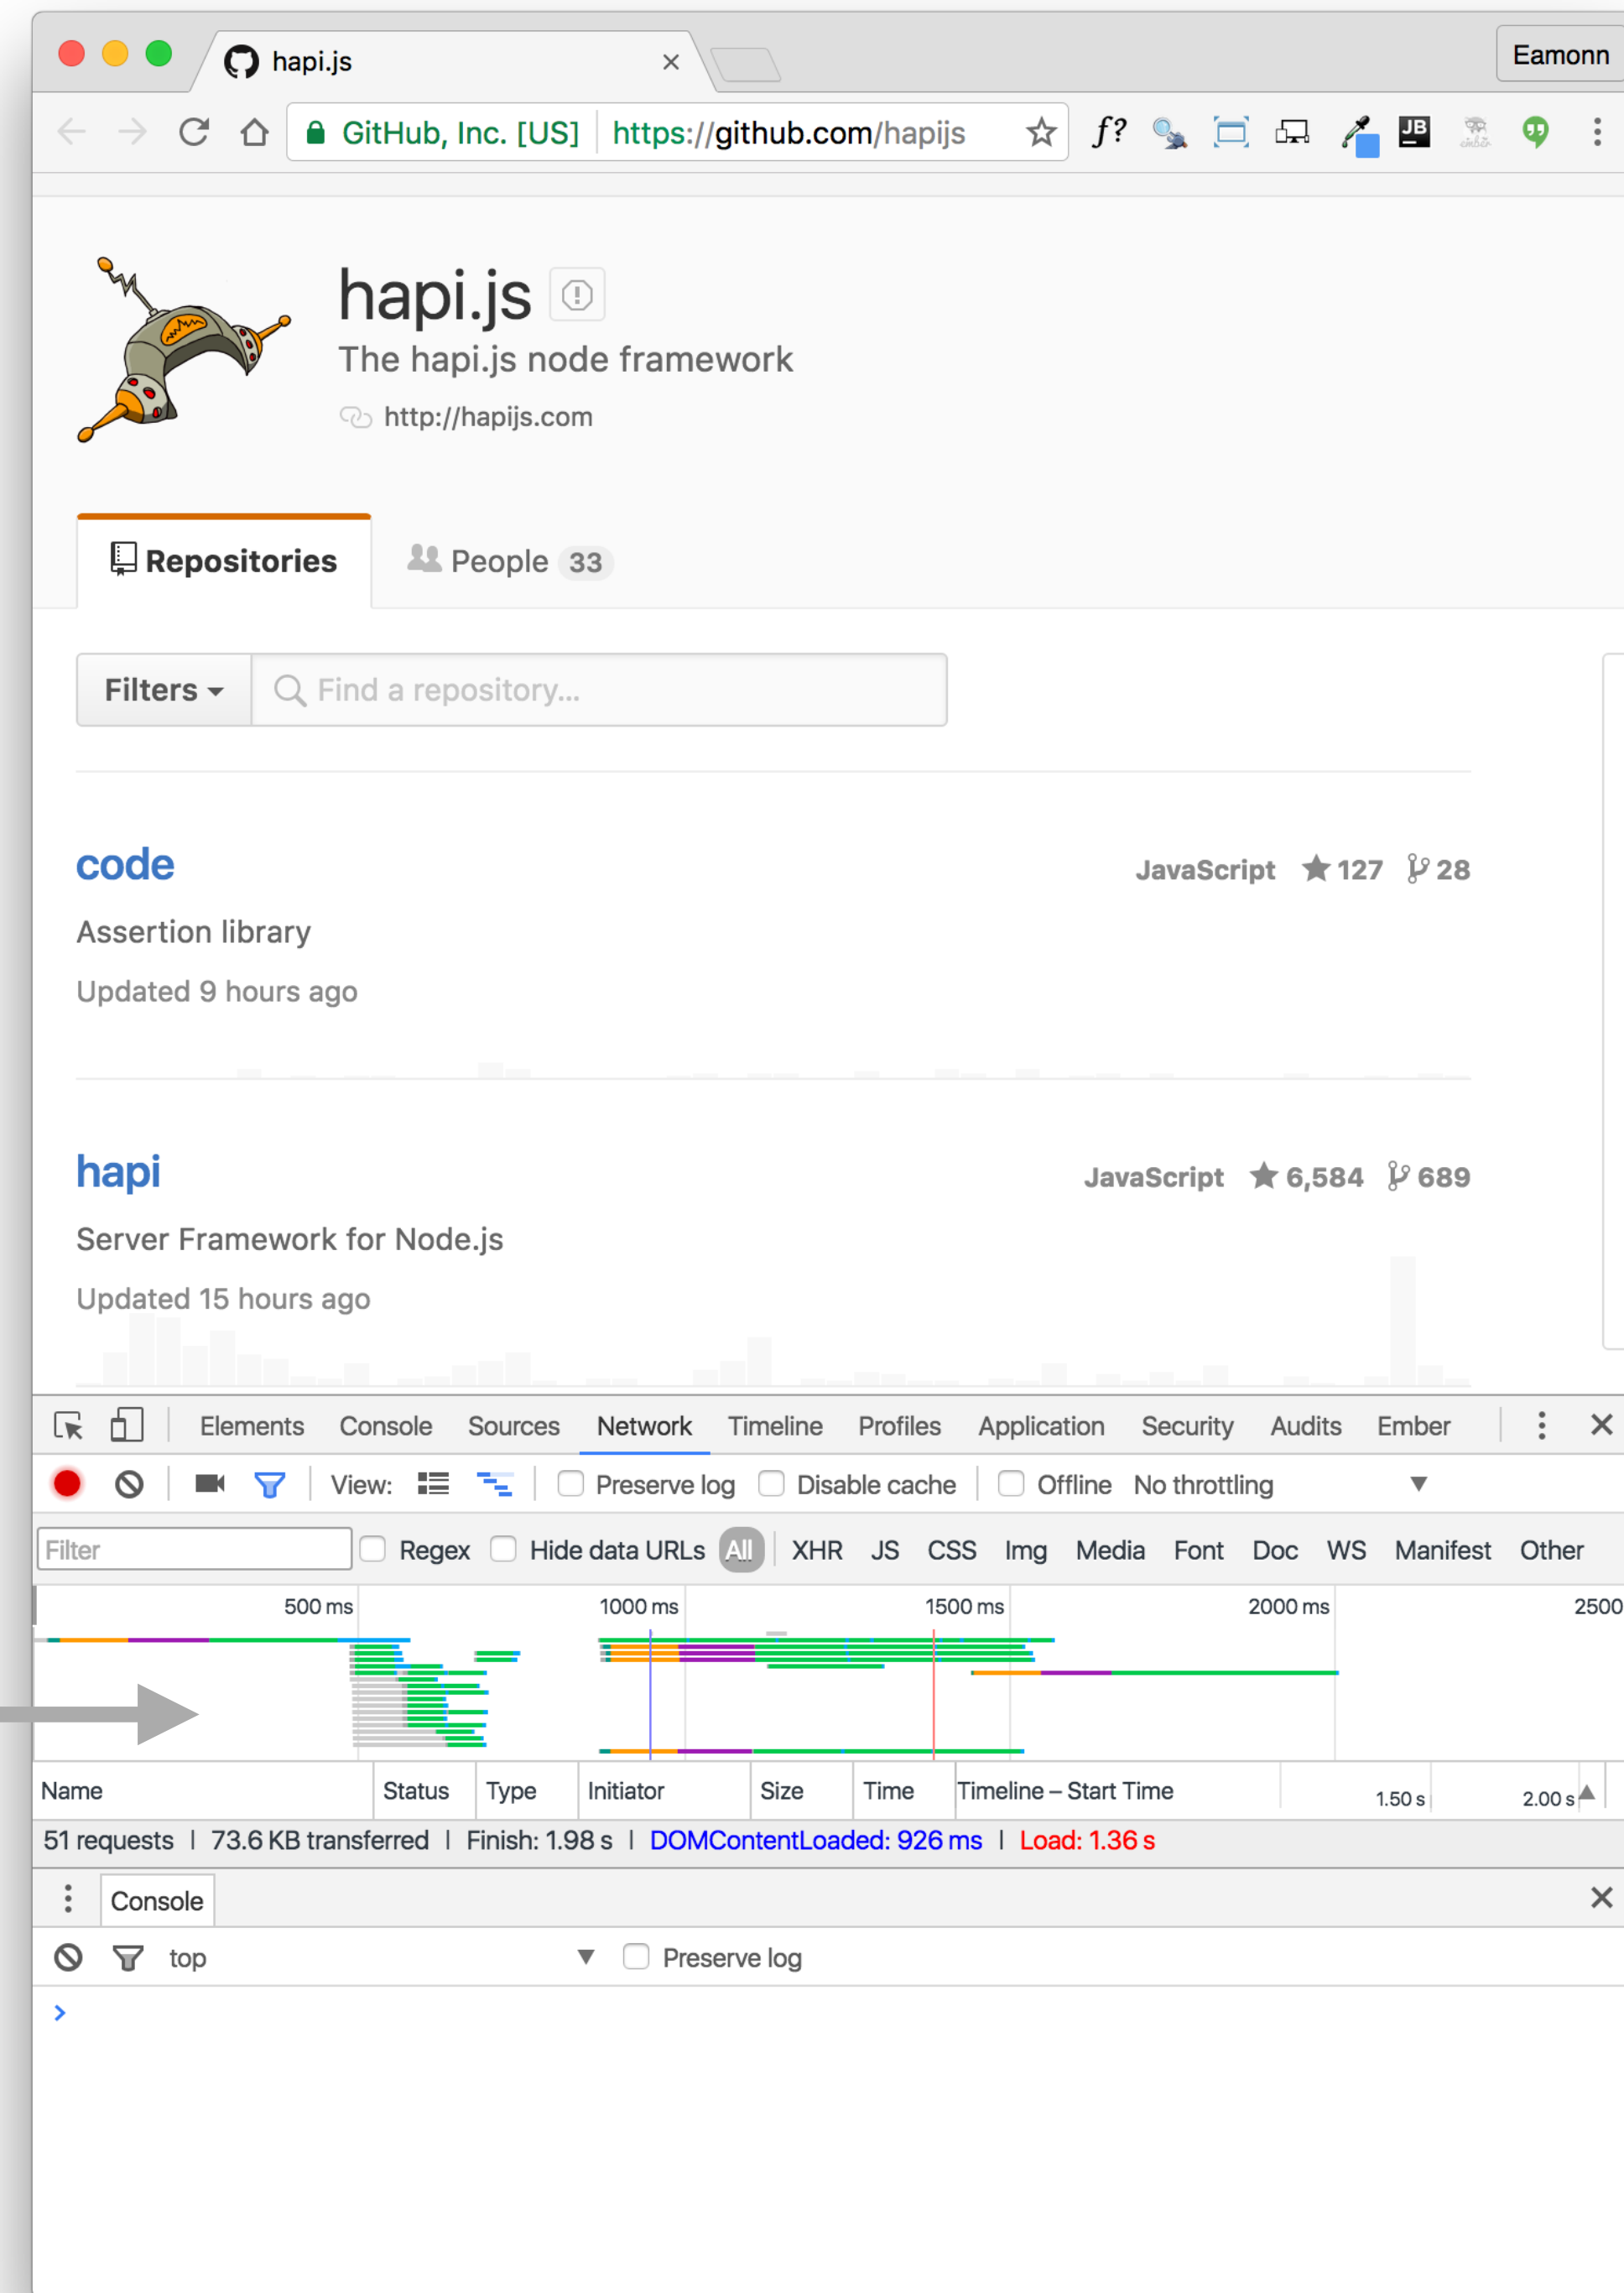 hapi.js
Eamonn
GitHub, Inc. [US] https://github.com/hapijs
f? JB
hapi.js
The hapi.js node framework
http://hapijs.com
Repositories People 33
Filters Find a repository...
code JavaScript 127 28
Assertion library
Updated 9 hours ago
hapi JavaScript 6,584 689
Server Framework for Node.js
Updated 15 hours ago
Elements Console Sources Network Timeline Profiles Application Security Audits Ember
View: Preserve log Disable cache Offline No throttling
Filter Regex Hide data URLs All XHR JS CSS Img Media Font Doc WS Manifest Other
500 ms 1000 ms 1500 ms 2000 ms 2500
Name Status Type Initiator Size Time Timeline – Start Time 1.50 s 2.00 s
51 requests | 73.6 KB transferred | Finish: 1.98 s | DOMContentLoaded: 926 ms | Load: 1.36 s
Console
top Preserve log